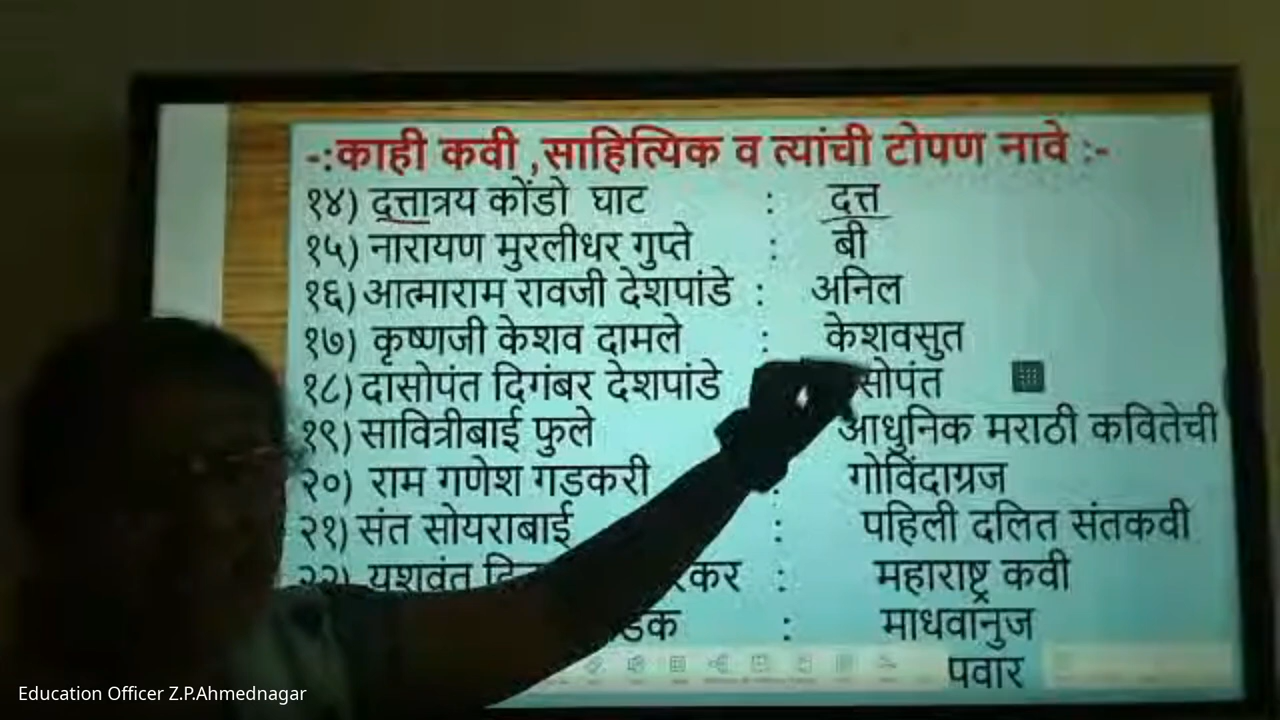 -:काही कवी ,साहित्यिक व त्यांची टोपण नावे :-
१४) दत्तात्रय कोंडो घाट : दत्त
१५) नारायण मुरलीधर गुप्ते : बी
१६) आत्माराम रावजी देशपांडे : अनिल
१७) कृष्णजी केशव दामले : केशवसुत
१८) दासोपंत दिगंबर देशपांडे सोपंत
१९) सावित्रीबाई फुले आधुनिक मराठी कवितेची
२०) राम गणेश गडकरी : गोविंदाग्रज
२१) संत सोयराबाई : पहिली दलित संतकवी
२२) यशवंत : महाराष्ट्र कवी
: माधवानुज
पवार
Education Officer Z.P.Ahmednagar